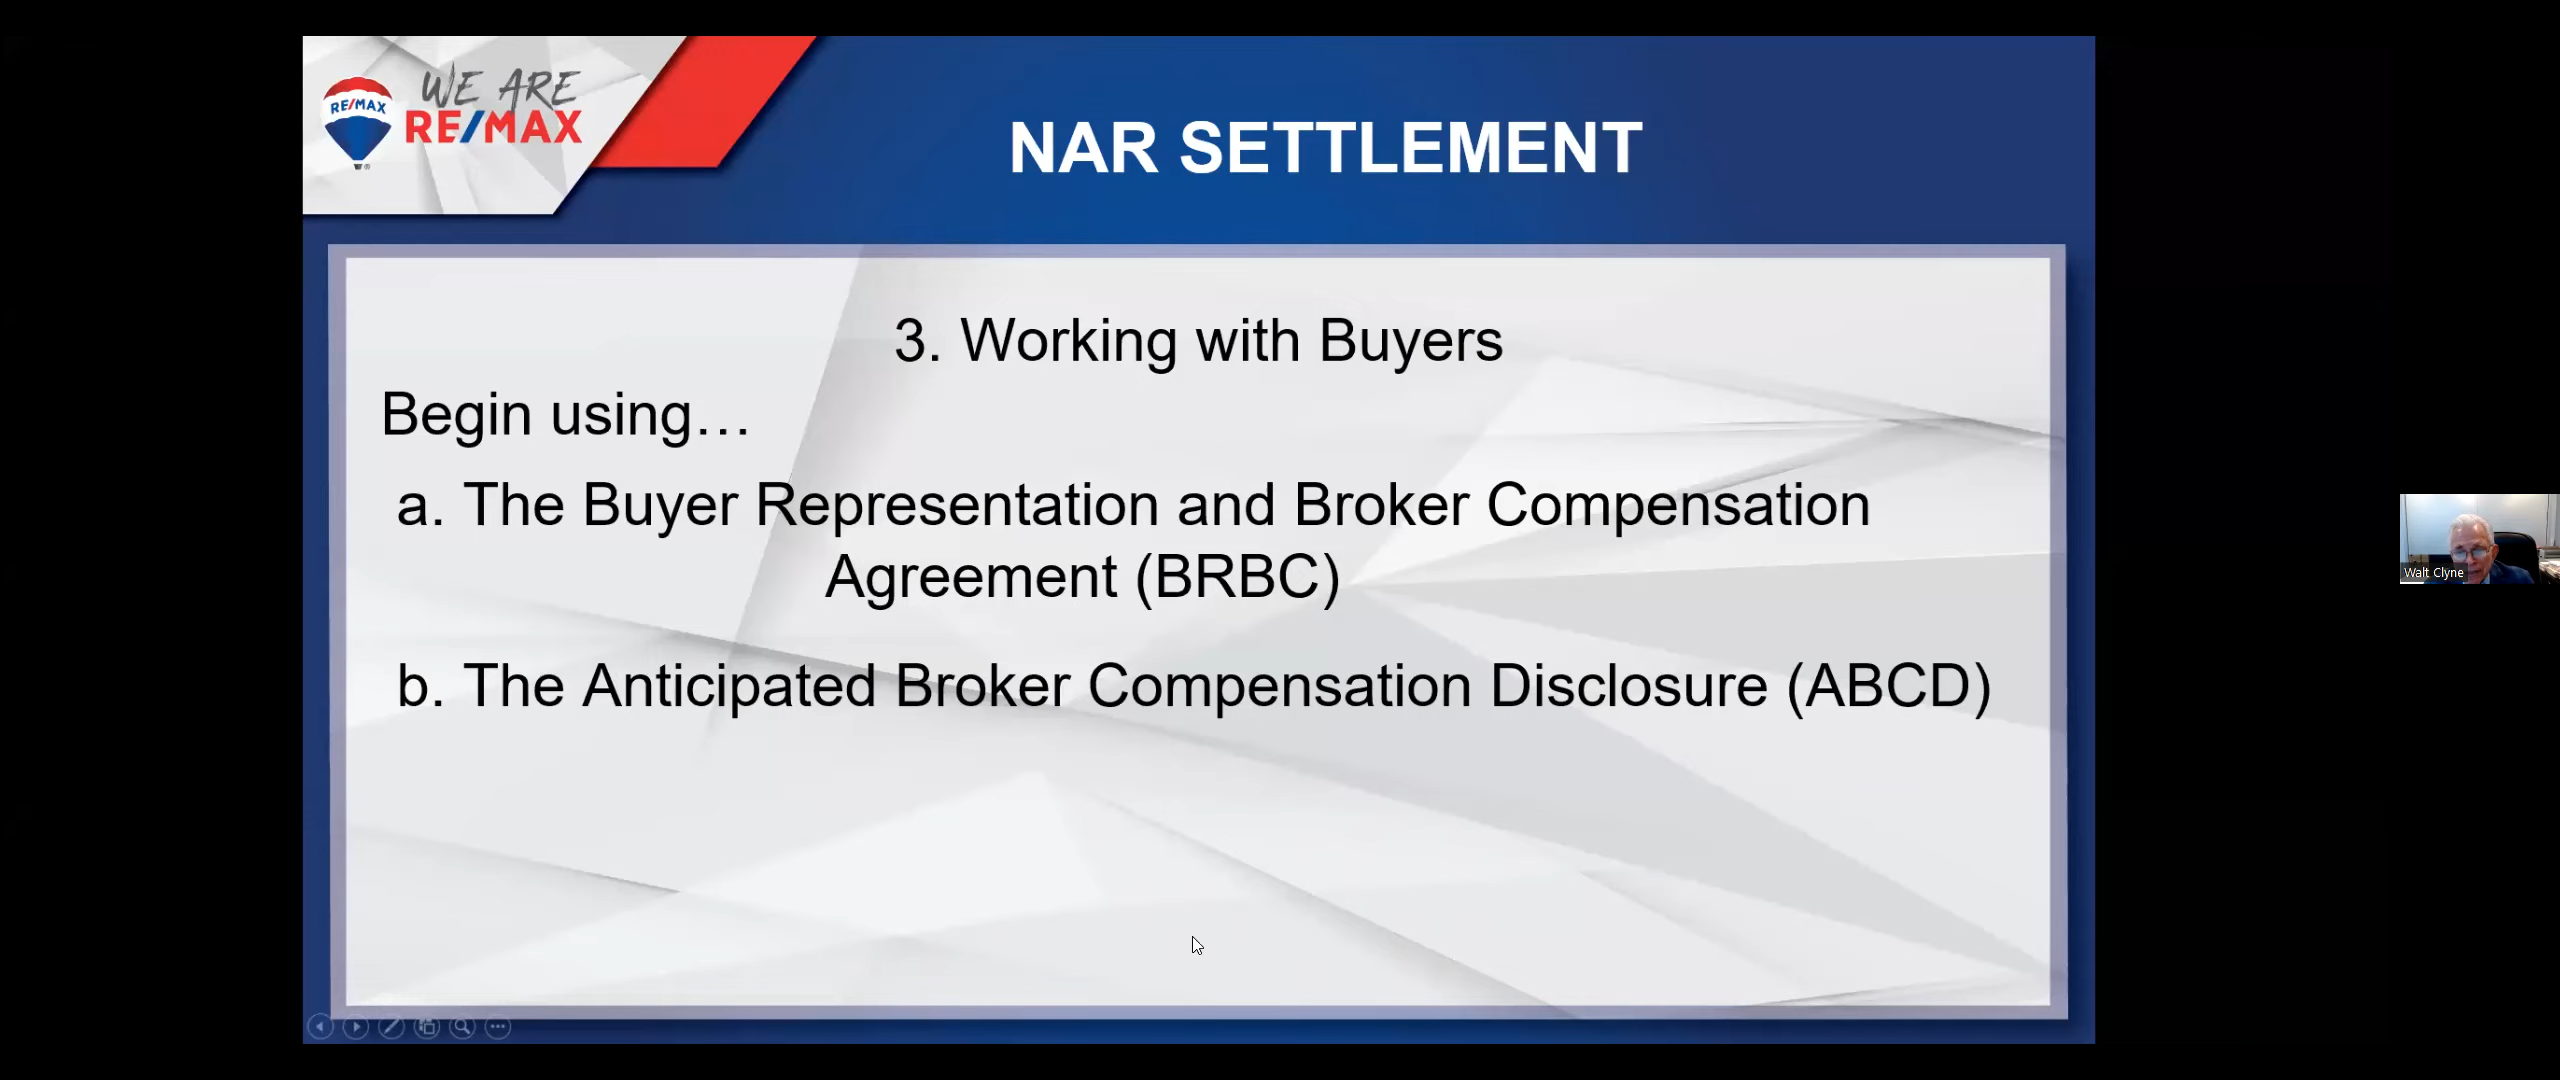 WE ARE
RE/MAX
RE/MAX
NAR SETTLEMENT
3. Working with Buyers
Begin using…
a. The Buyer Representation and Broker Compensation
Agreement (BRBC)
b. The Anticipated Broker Compensation Disclosure (ABCD)
Walt Clyne